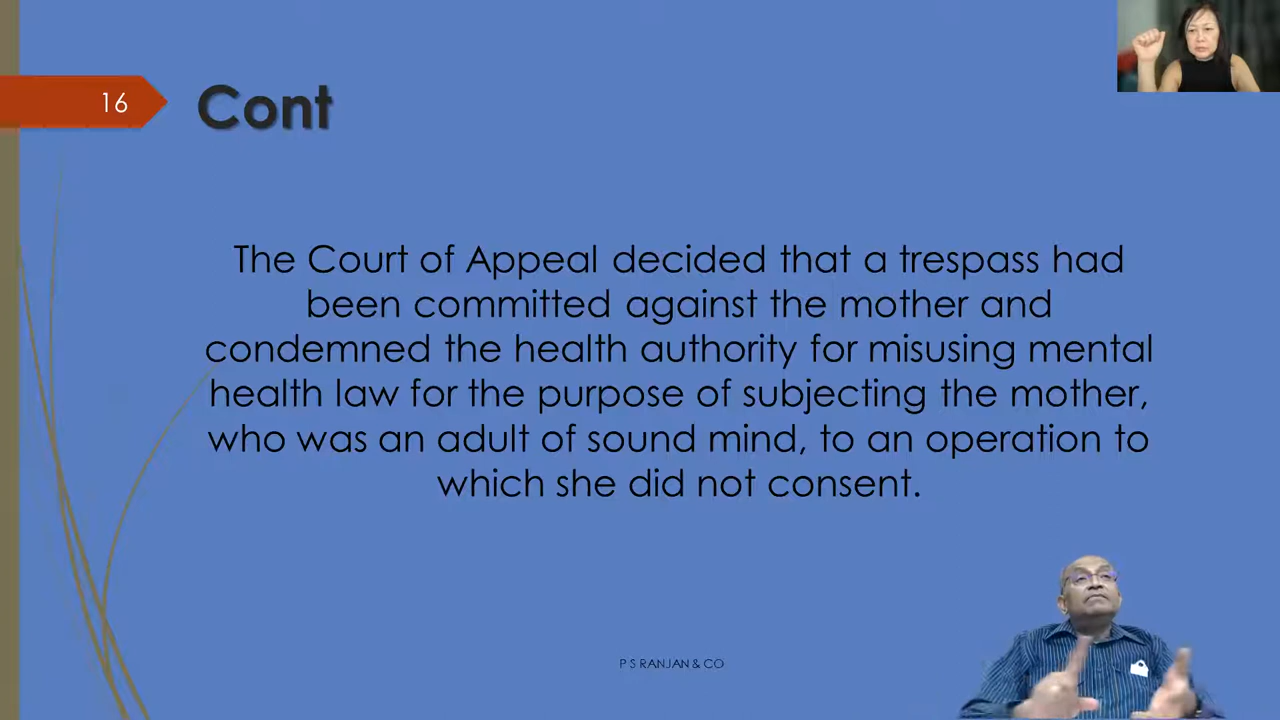 16
Cont
The Court of Appeal decided that a trespass had
been committed against the mother and
condemned the health authority for misusing mental
health law for the purpose of subjecting the mother,
who was an adult of sound mind, to an operation to
which she did not consent.
P S RANJAN & CO